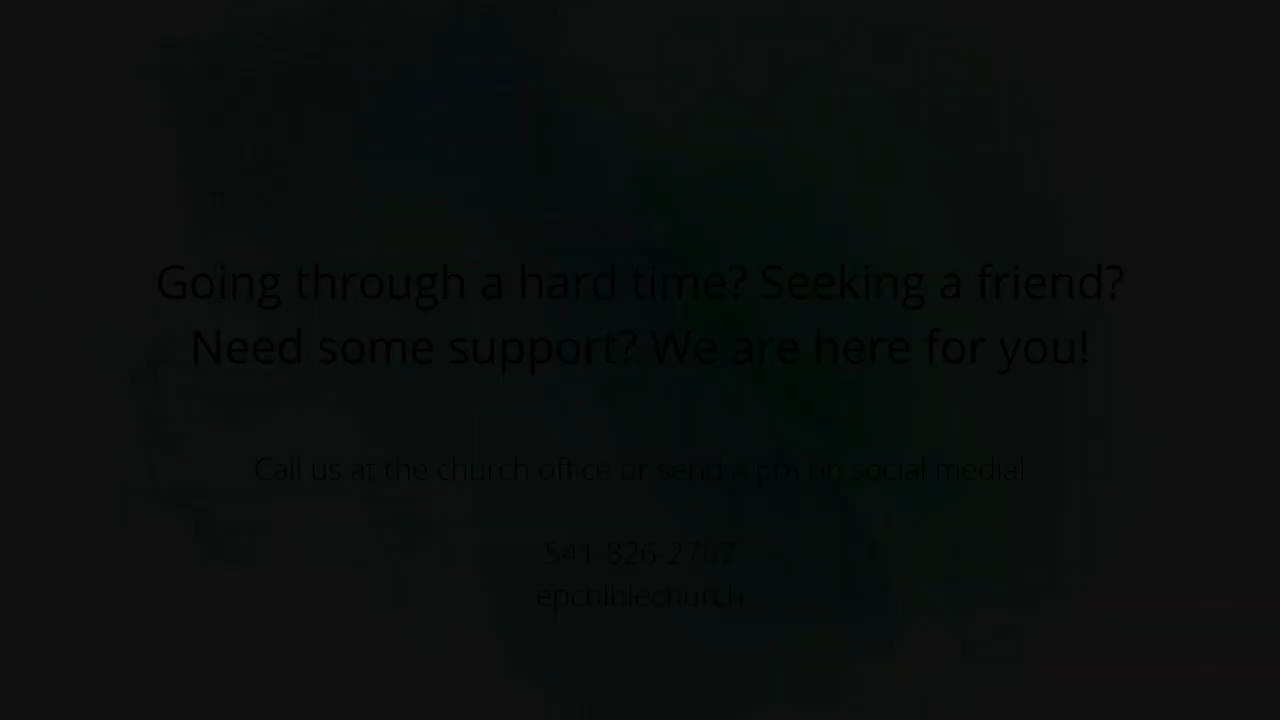 Going through a hard time? Seeking a friend?
Need some support? We are here for you!
Call us at the church office or send a pm on social media!
541-826-2767
epcbiblechurch